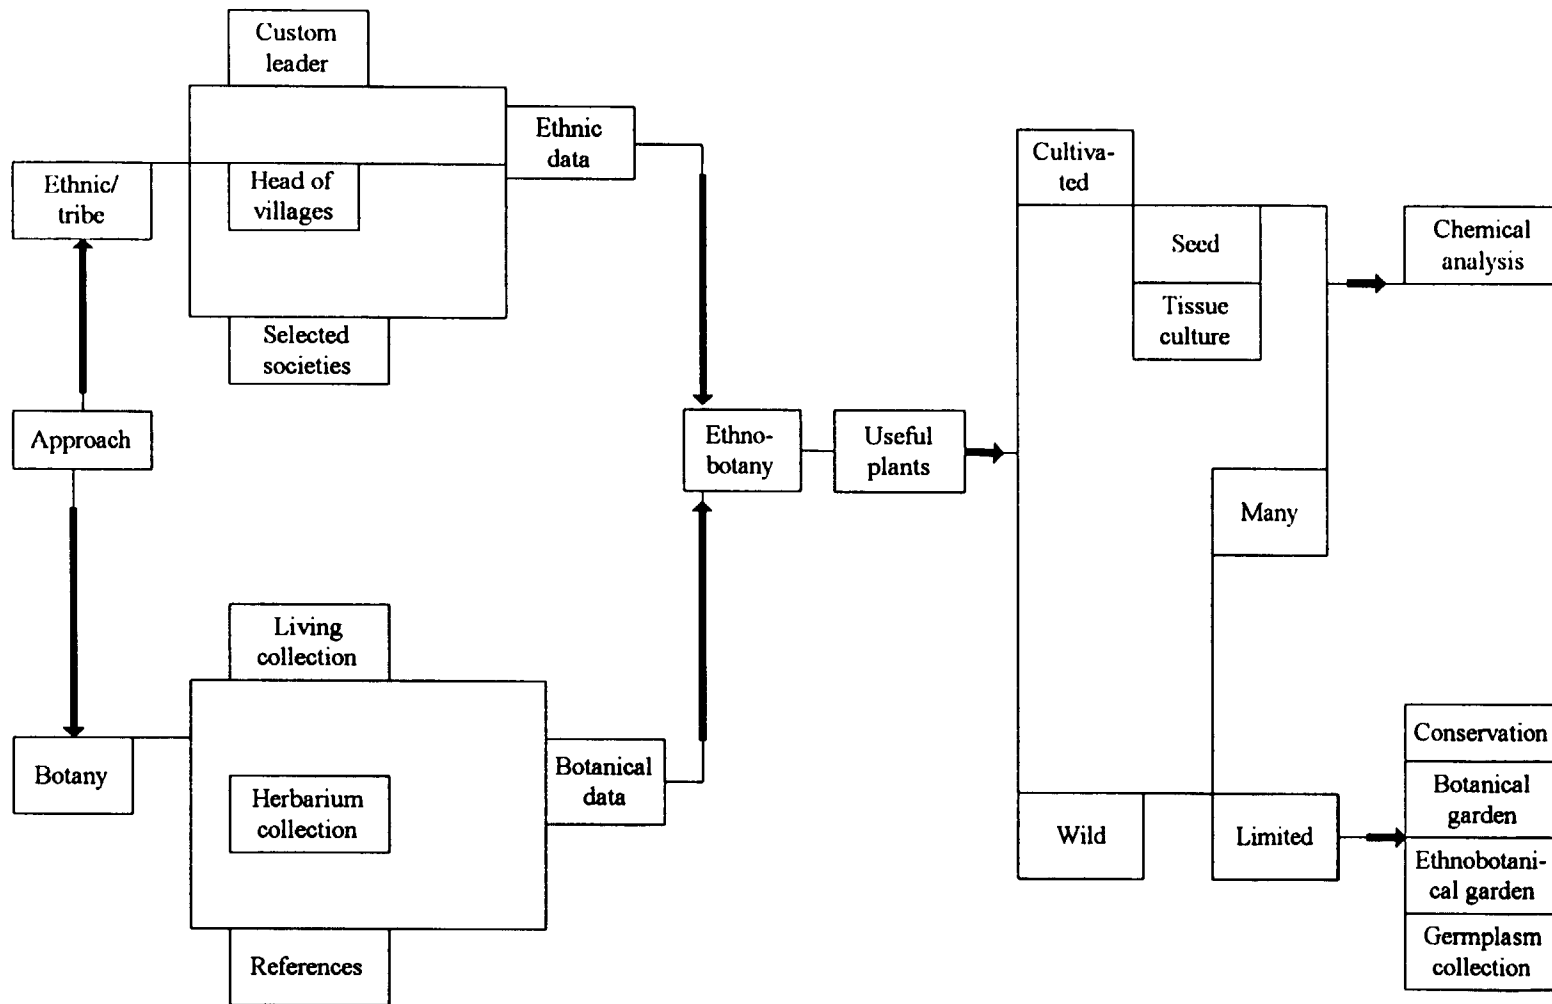 Custom
leader
Ethnic
data
Ethnic/
tribe
Head of
villages
Selected
societies
Approach
Living
collection
Botany
Herbarium
collection
Botanical
data
References
Ethno-
botany
Useful
plants
Cultiva-
ted
Seed
Tissue
culture
Chemical
analysis
Many
Wild
Limited
Conservation
Botanical
garden
Ethnobotani-
cal garden
Germplasm
collection